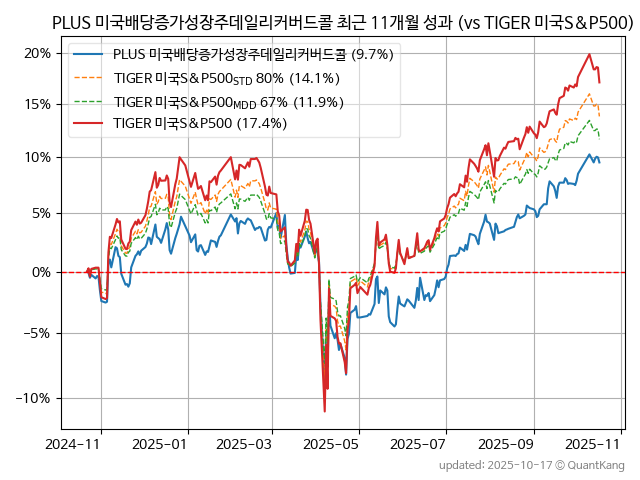 PLUS 미국배당증가성장주데일리커버드콜 최근 11개월 성과 (vs TIGER 미국S&P500)
PLUS 미국배당증가성장주데일리커버드콜 (9.7%)
TIGER 미국S&P500STD 80% (14.1%)
TIGER 미국S&P500MDD 67% (11.9%)
TIGER 미국S&P500 (17.4%)
20%
15%
10%
5%
0%
−5%
−10%
2024-11 2025-01 2025-03 2025-05 2025-07 2025-09 2025-11
updated: 2025-10-17 © QuantKang